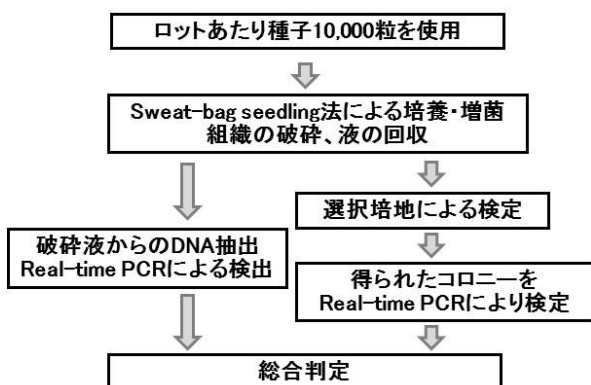 ロットあたり種子10,000粒を使用
Sweat-bag seedling法による培養・増菌
組織の破砕、液の回収
破砕液からのDNA抽出
Real-time PCRによる検出
選択培地による検定
得られたコロニーを
Real-time PCRにより検定
総合判定